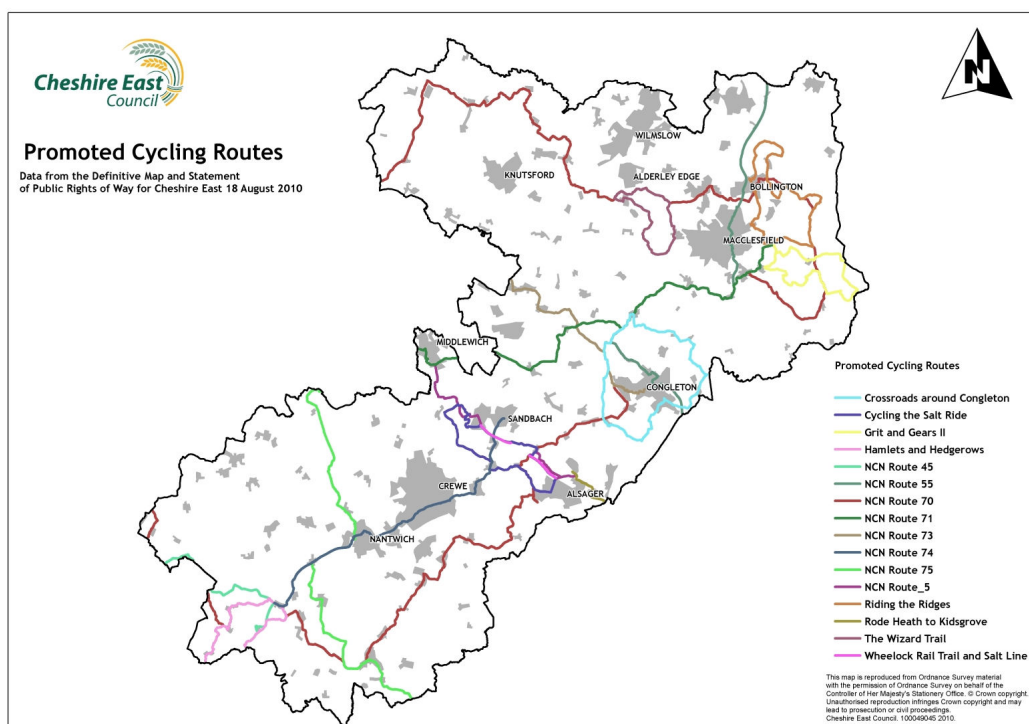 Cheshire East
Council
N
Promoted Cycling Routes
Data from the Definitive Map and Statement
of Public Rights of Way for Cheshire East 18 August 2010
WILMSLOW
KNUTSFORD
ALDERLEY EDGE
BOLLINGTON
MACCLESFIELD
MIDDLEWICH
CONGLETON
SANDBACH
CREWE
ALSAGER
NANTWICH
Promoted Cycling Routes
Crossroads around Congleton
Cycling the Salt Ride
Grit and Gears II
Hamlets and Hedgerows
NCN Route 45
NCN Route 55
NCN Route 70
NCN Route 71
NCN Route 73
NCN Route 74
NCN Route 75
NCN Route_5
Riding the Ridges
Rode Heath to Kidsgrove
The Wizard Trail
Wheelock Rail Trail and Salt Line
This map is reproduced from Ordnance Survey material
with the permission of Ordnance Survey on behalf of the
Controller of Her Majesty's Stationery Office. © Crown copyright.
Unauthorised reproduction infringes Crown copyright and may
lead to prosecution or civil proceedings.
Cheshire East Council. 100049045 2010.